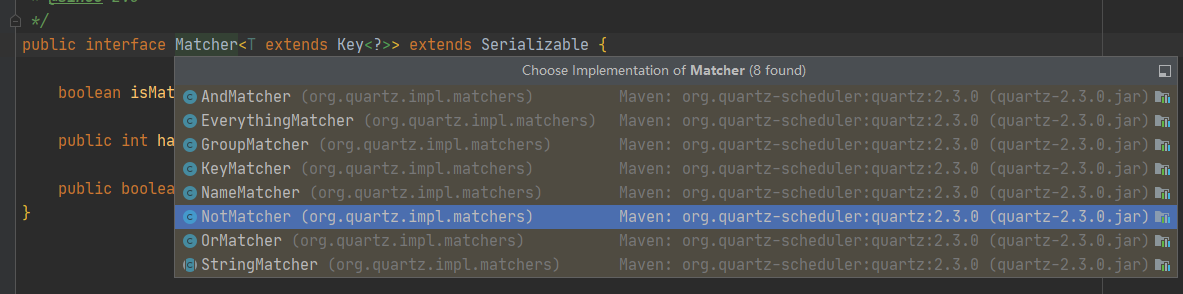 */
public interface Matcher<T extends Key<?>> extends Serializable {
Choose Implementation of Matcher (8 found)
boolean isMat
AndMatcher (org.quartz.impl.matchers) Maven: org.quartz-scheduler:quartz:2.3.0 (quartz-2.3.0.jar)
EverythingMatcher (org.quartz.impl.matchers) Maven: org.quartz-scheduler:quartz:2.3.0 (quartz-2.3.0.jar)
public int ha
GroupMatcher (org.quartz.impl.matchers) Maven: org.quartz-scheduler:quartz:2.3.0 (quartz-2.3.0.jar)
KeyMatcher (org.quartz.impl.matchers) Maven: org.quartz-scheduler:quartz:2.3.0 (quartz-2.3.0.jar)
public boolea
NameMatcher (org.quartz.impl.matchers) Maven: org.quartz-scheduler:quartz:2.3.0 (quartz-2.3.0.jar)
}
NotMatcher (org.quartz.impl.matchers) Maven: org.quartz-scheduler:quartz:2.3.0 (quartz-2.3.0.jar)
OrMatcher (org.quartz.impl.matchers) Maven: org.quartz-scheduler:quartz:2.3.0 (quartz-2.3.0.jar)
StringMatcher (org.quartz.impl.matchers) Maven: org.quartz-scheduler:quartz:2.3.0 (quartz-2.3.0.jar)